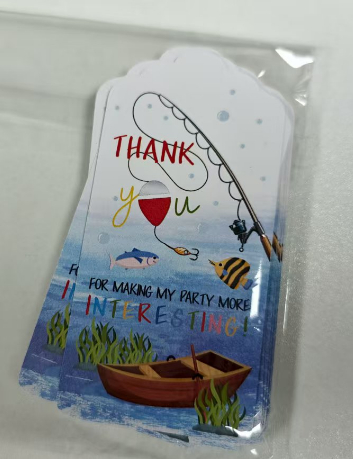 THANK
you
FOR MAKING MY PARTY MORE
INTERESTING!